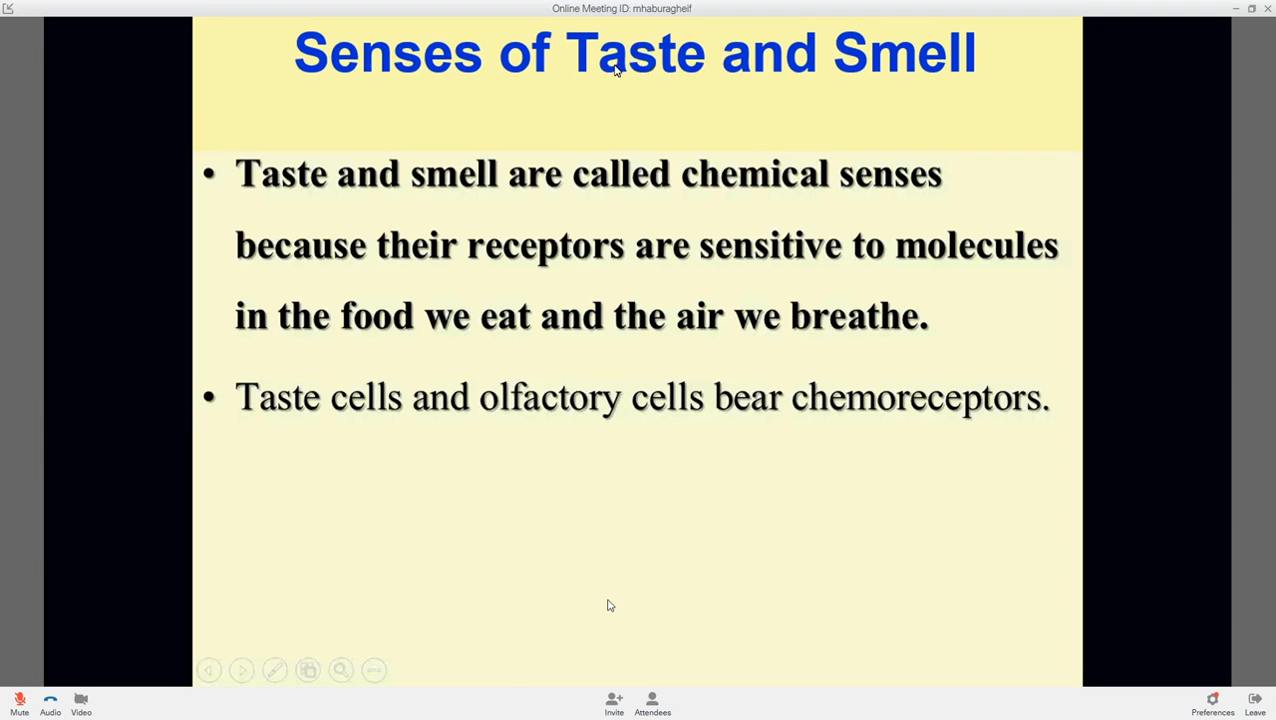 Online Meeting ID: mhaburagheif
Senses of Taste and Smell
• Taste and smell are called chemical senses
because their receptors are sensitive to molecules
in the food we eat and the air we breathe.
• Taste cells and olfactory cells bear chemoreceptors.
Mute Audio Video Invite Attendees Preferences Leave